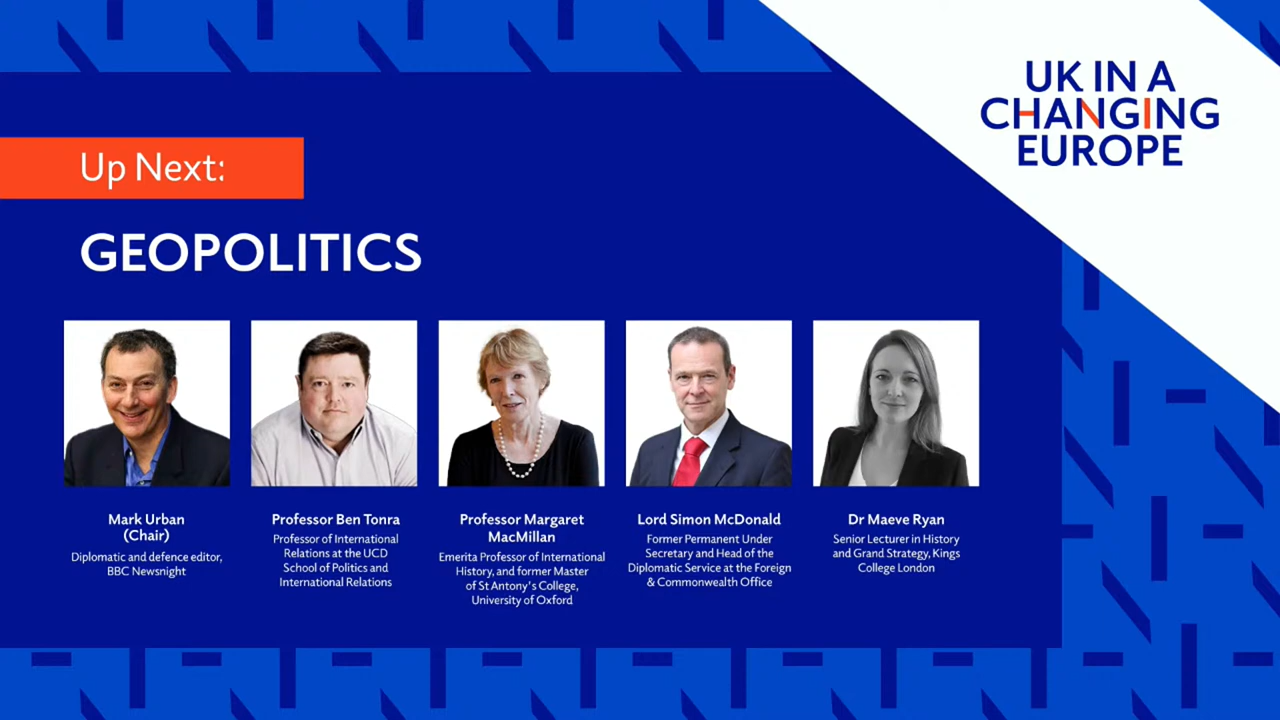 UK IN A
CHANGING
EUROPE
Up Next:
GEOPOLITICS
Mark Urban
(Chair)
Diplomatic and defence editor,
BBC Newsnight
Professor Ben Tonra
Professor of International
Relations at the UCD
School of Politics and
International Relations
Professor Margaret
MacMillan
Emerita Professor of International
History, and former Master
of St Antony's College,
University of Oxford
Lord Simon McDonald
Former Permanent Under
Secretary and Head of the
Diplomatic Service at the Foreign
& Commonwealth Office
Dr Maeve Ryan
Senior Lecturer in History
and Grand Strategy, Kings
College London